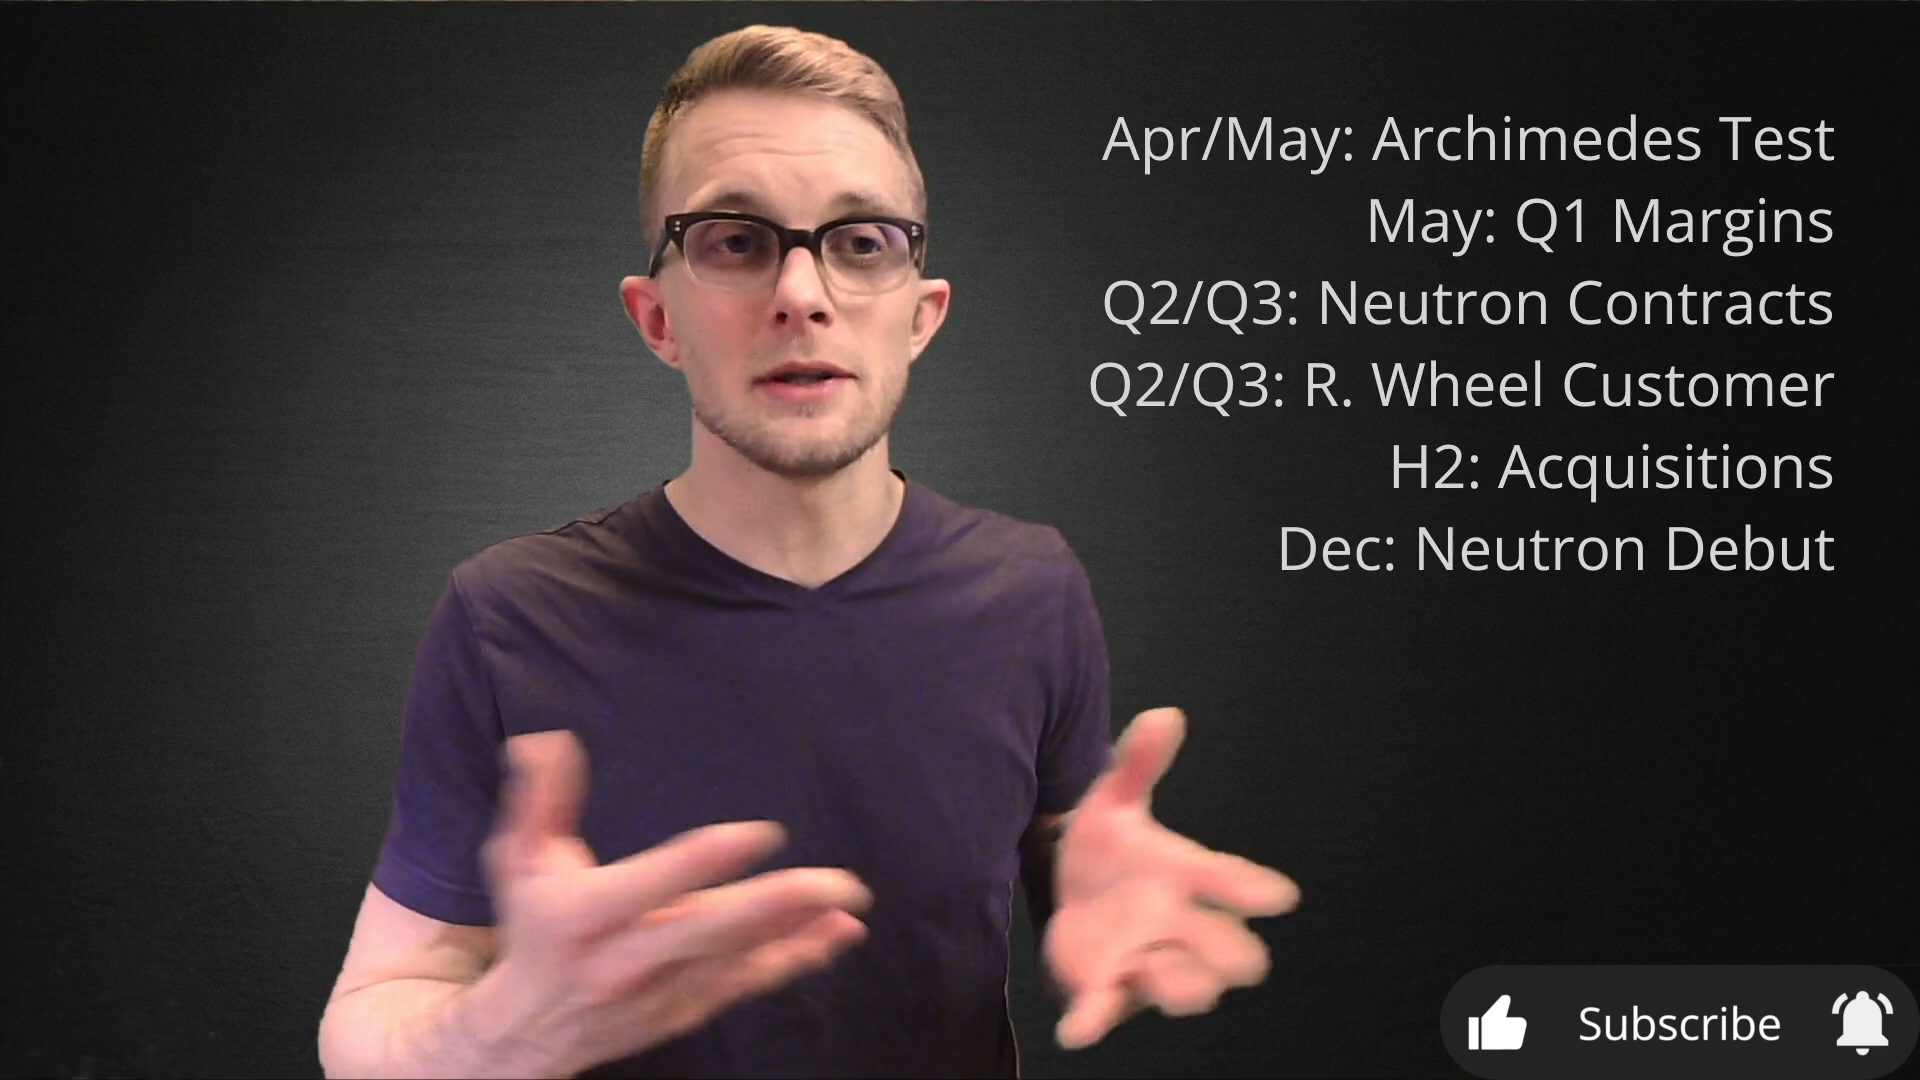 Apr/May: Archimedes Test
May: Q1 Margins
Q2/Q3: Neutron Contracts
Q2/Q3: R. Wheel Customer
H2: Acquisitions
Dec: Neutron Debut
Subscribe